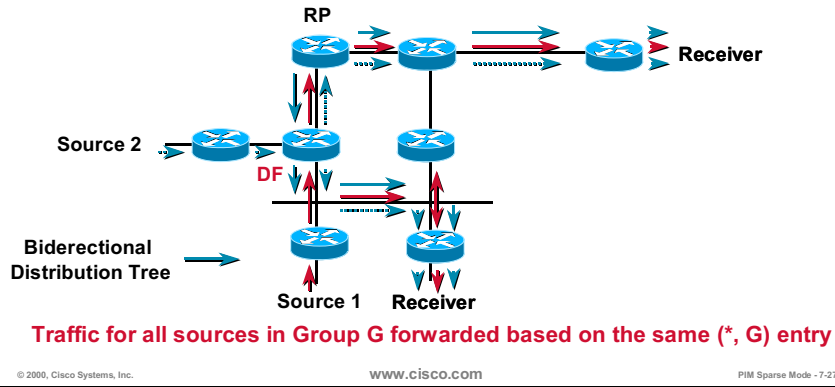 RP
Receiver
Source 2
DF
Biderectional
Distribution Tree
Source 1
Receiver
Traffic for all sources in Group G forwarded based on the same (*, G) entry
© 2000, Cisco Systems, Inc.
www.cisco.com
PIM Sparse Mode - 7-27